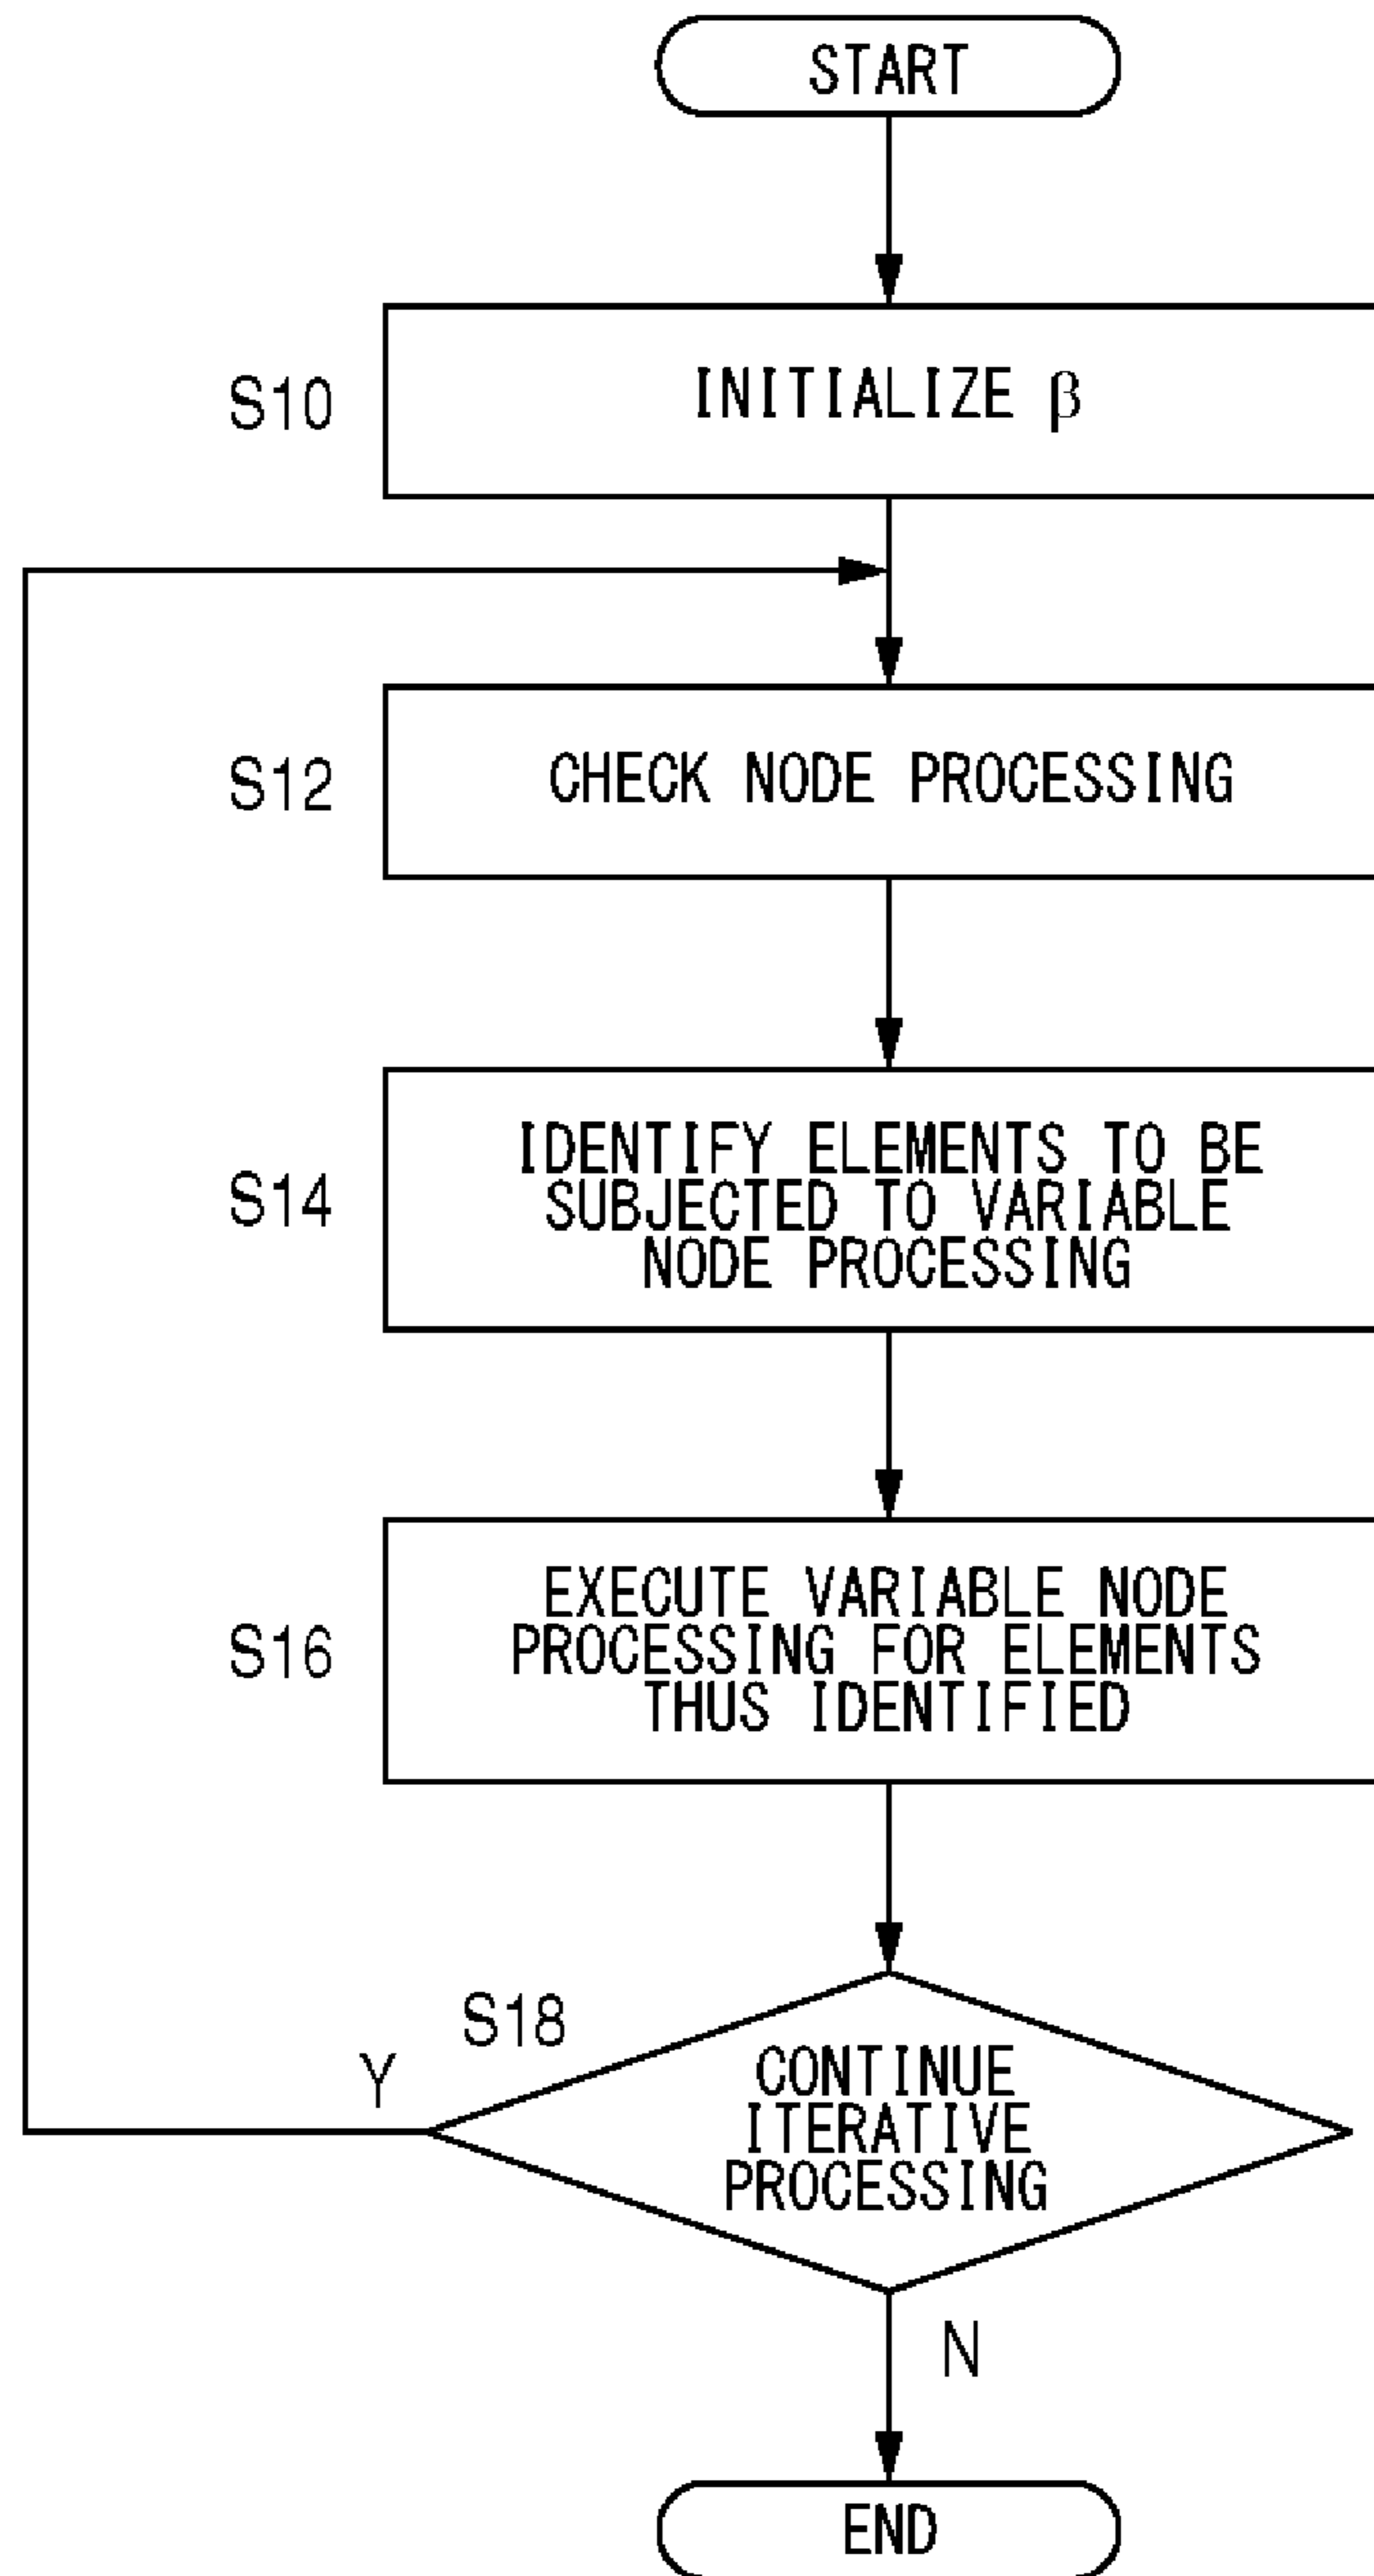 START
S10
INITIALIZE β
S12
CHECK NODE PROCESSING
S14
IDENTIFY ELEMENTS TO BE
SUBJECTED TO VARIABLE
NODE PROCESSING
S16
EXECUTE VARIABLE NODE
PROCESSING FOR ELEMENTS
THUS IDENTIFIED
S18
Y
CONTINUE
ITERATIVE
PROCESSING
N
END